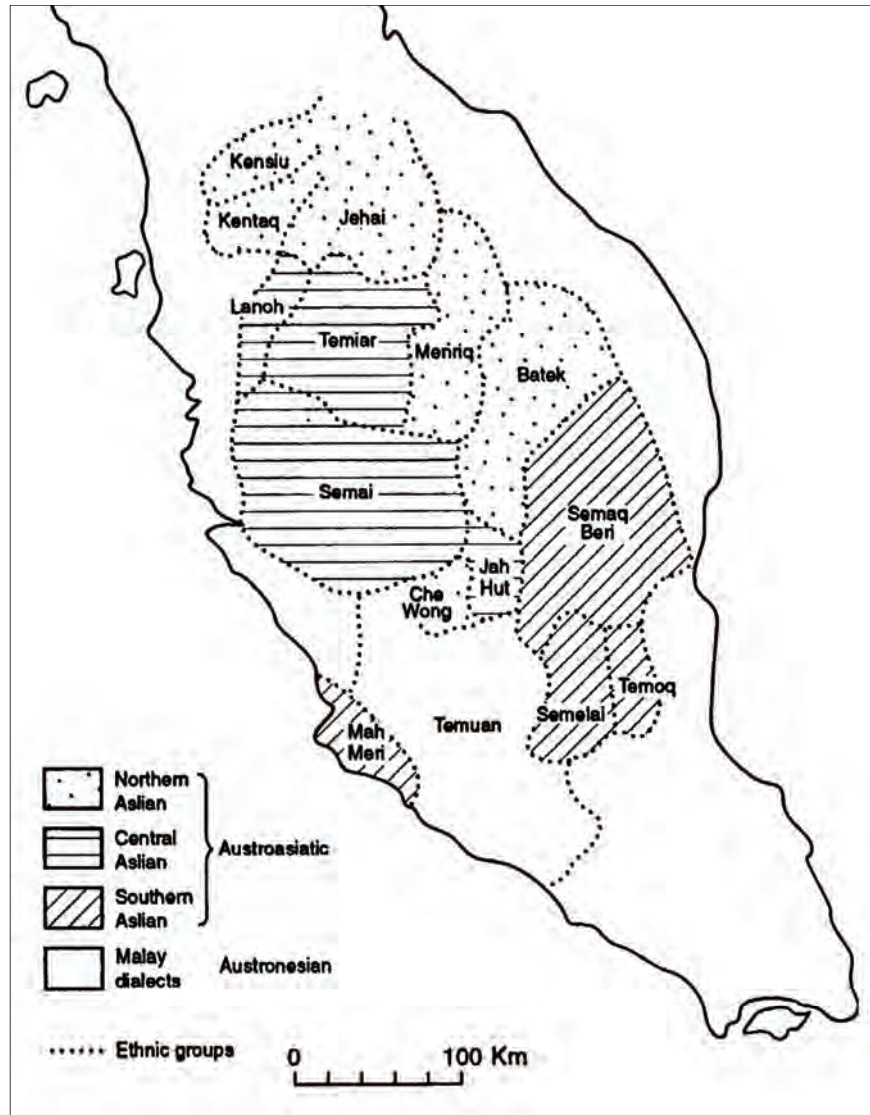 Kensiu
Kentaq
Jehai
Lanoh
Temiar
Menriq
Batek
Semai
Semaq
Beri
Jah
Hut
Che
Wong
Temoq
Semelai
Temuan
Mah
Meri
Northern
Aslian
Central
Aslian
Austroasiatic
Southern
Aslian
Malay
dialects
Austronesian
Ethnic groups
0 100 Km